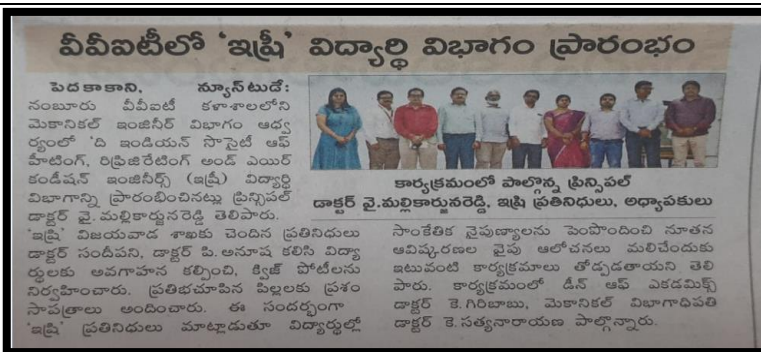 వీవీఐటీలో 'ఇష్రీ' విద్యార్థి విభాగం ప్రారంభం
పెదకాకాని, న్యూస్‌టుడే:
నంబూరు వీవీఐటీ కళాశాలలోని
మెకానికల్ ఇంజినీర్ విభాగం ఆధ్వ
ర్యంలో 'ది ఇండియన్ సొసైటీ ఆఫ్
హీటింగ్, రిఫ్రిజిరేటింగ్ అండ్ ఎయిర్
కండీషన్ ఇంజినీర్స్ (ఇష్రీ) విద్యార్థి
విభాగాన్ని ప్రారంభించినట్లు ప్రిన్సిపల్
డాక్టర్ వై.మల్లికార్జునరెడ్డి తెలిపారు.
'ఇష్రి' విజయవాడ శాఖకు చెందిన ప్రతినిధులు
డాక్టర్ సందీపని, డాక్టర్ పి.అనూష కలిసి విద్యా
ర్థులకు అవగాహన కల్పించి, క్విజ్ పోటీలను
నిర్వహించారు. ప్రతిభచూపిన పిల్లలకు ప్రశం
సాపత్రాలు అందించారు. ఈ సందర్భంగా
'ఇష్రి' ప్రతినిధులు మాట్లాడుతూ విద్యార్థుల్లో
కార్యక్రమంలో పాల్గొన్న ప్రిన్సిపల్
డాక్టర్ వై.మల్లికార్జునరెడ్డి, ఇష్రి ప్రతినిధులు, అధ్యాపకులు
సాంకేతిక నైపుణ్యాలను పెంపొందించి నూతన
ఆవిష్కరణల వైపు ఆలోచనలు మలిచేందుకు
ఇటువంటి కార్యక్రమాలు తోడ్పడతాయని తెలి
పారు. కార్యక్రమంలో డీన్ ఆఫ్ ఎకడమిక్స్
డాక్టర్ కె.గిరిబాబు, మెకానికల్ విభాగాధిపతి
డాక్టర్ కె.సత్యనారాయణ పాల్గొన్నారు.